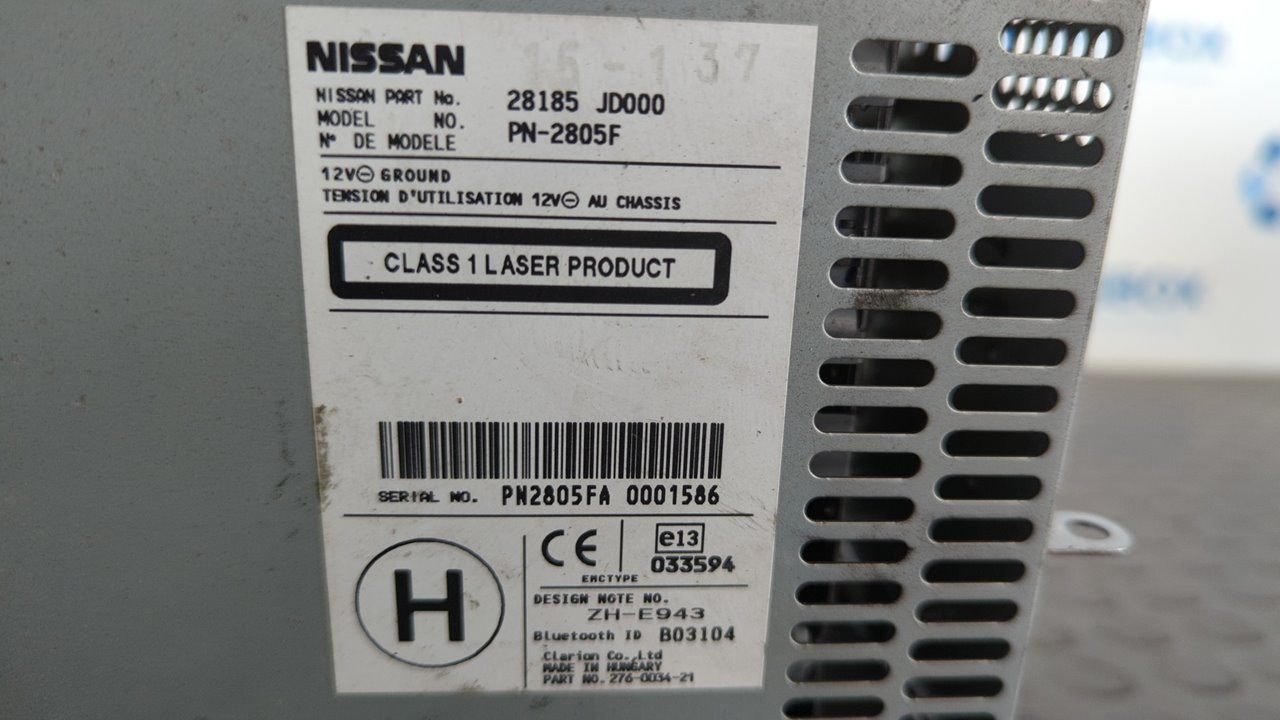 NISSAN
16-137
NISSAN PART No. 28185 JD000
MODEL NO.
N° DE MODELE PN-2805F
12V⊖ GROUND
TENSION D'UTILISATION 12V⊖ AU CHASSIS
CLASS 1 LASER PRODUCT
SERIAL NO. PN2805FA 0001586
H
CE
e13
033594
EMCTYPE
DESIGN NOTE NO.
ZH-E943
Bluetooth ID B03104
Clarion Co.,Ltd
MADE IN HUNGARY
PART NO. 276-0034-21